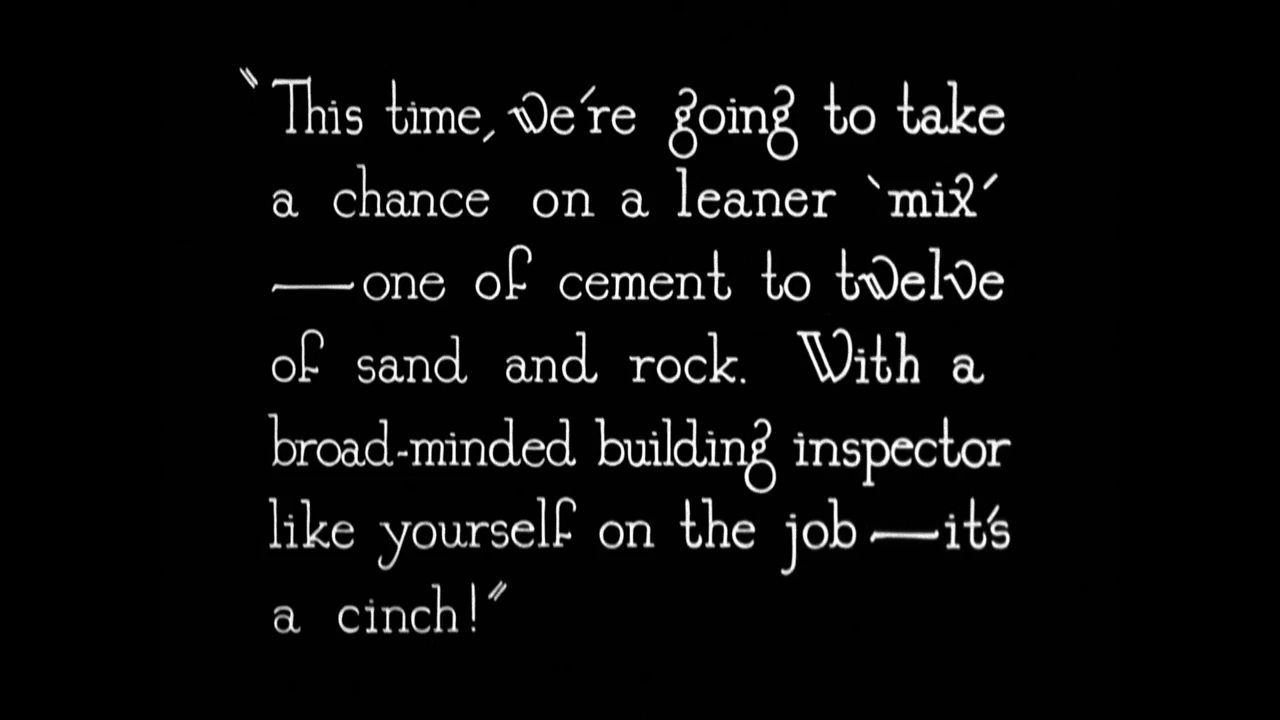 "This time, we're going to take
a chance on a leaner 'mix'
—one of cement to twelve
of sand and rock. With a
broad-minded building inspector
like yourself on the job—it's
a cinch!"